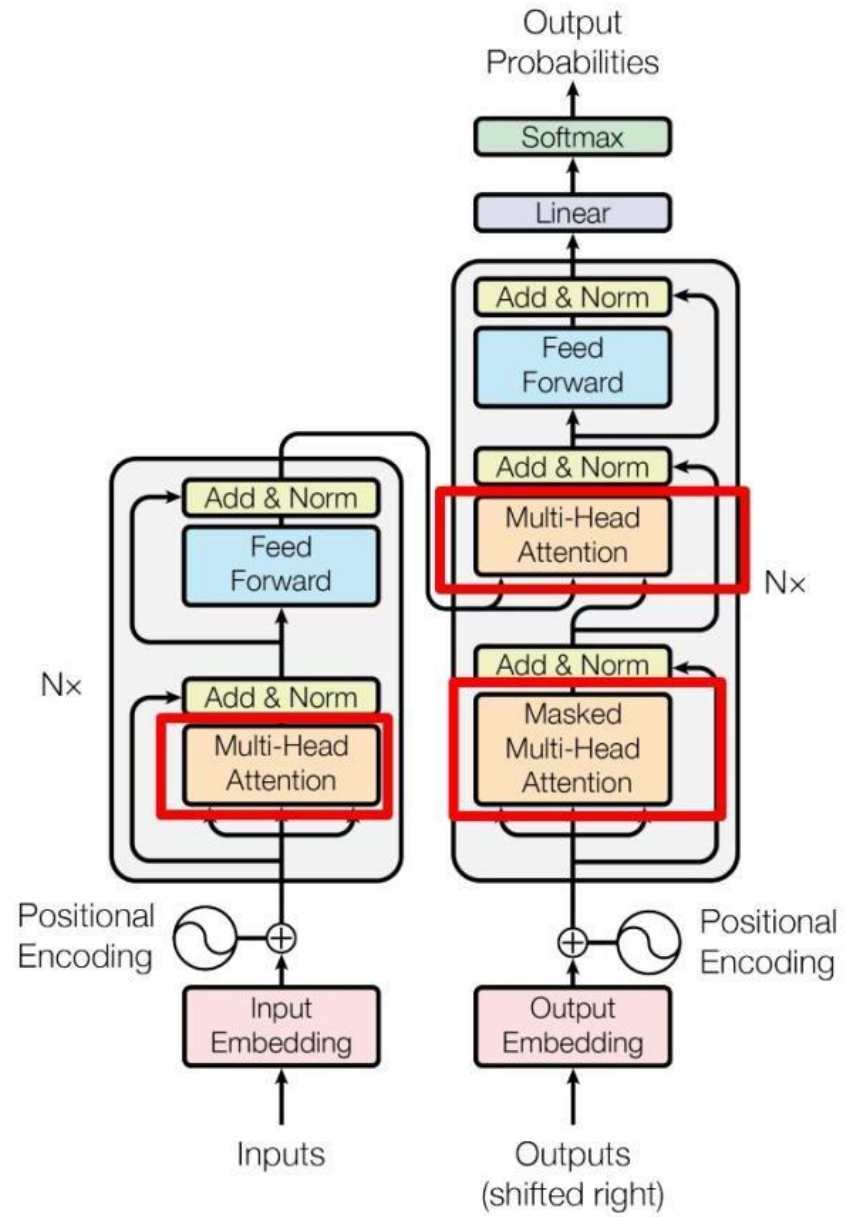 Output
Probabilities
Softmax
Linear
Add & Norm
Feed
Forward
Add & Norm
Multi-Head
Attention
Nx
Add & Norm
Masked
Multi-Head
Attention
Add & Norm
Feed
Forward
Nx
Add & Norm
Multi-Head
Attention
Positional
Encoding
Positional
Encoding
Input
Embedding
Output
Embedding
Inputs
Outputs
(shifted right)